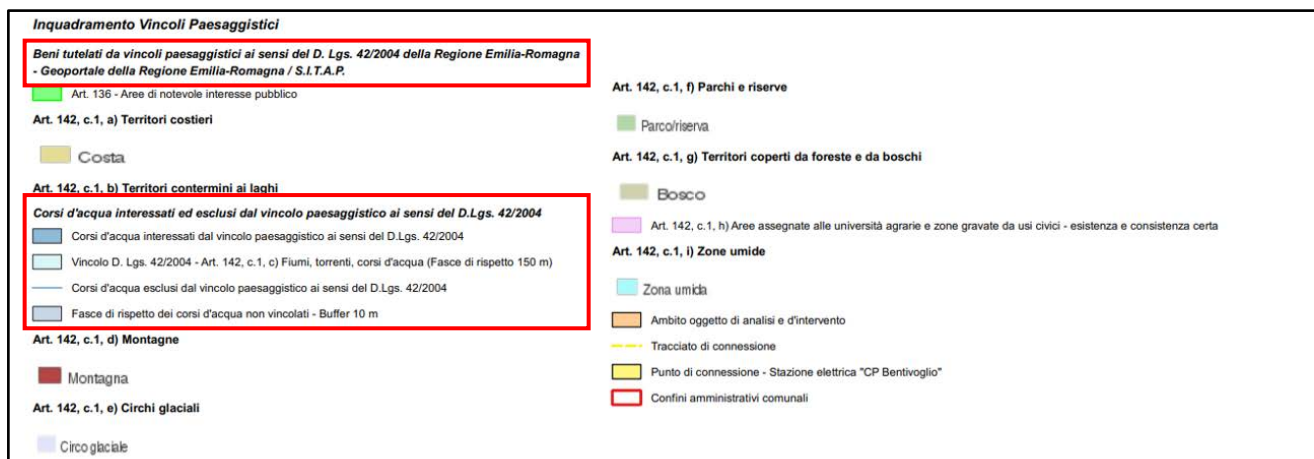 Inquadramento Vincoli Paesaggistici
Beni tutelati da vincoli paesaggistici ai sensi del D. Lgs. 42/2004 della Regione Emilia-Romagna
- Geoportale della Regione Emilia-Romagna / S.I.T.A.P.
Art. 136 - Aree di notevole interesse pubblico
Art. 142, c.1, a) Territori costieri
Costa
Art. 142, c.1, b) Territori contermini ai laghi
Corsi d'acqua interessati ed esclusi dal vincolo paesaggistico ai sensi del D.Lgs. 42/2004
Corsi d'acqua interessati dal vincolo paesaggistico ai sensi del D.Lgs. 42/2004
Vincolo D. Lgs. 42/2004 - Art. 142, c.1, c) Fiumi, torrenti, corsi d'acqua (Fasce di rispetto 150 m)
Corsi d'acqua esclusi dal vincolo paesaggistico ai sensi del D.Lgs. 42/2004
Fasce di rispetto dei corsi d'acqua non vincolati - Buffer 10 m
Art. 142, c.1, d) Montagne
Montagna
Art. 142, c.1, e) Circhi glaciali
Circo glaciale
Art. 142, c.1, f) Parchi e riserve
Parco/riserva
Art. 142, c.1, g) Territori coperti da foreste e da boschi
Bosco
Art. 142, c.1, h) Aree assegnate alle università agrarie e zone gravate da usi civici - esistenza e consistenza certa
Art. 142, c.1, i) Zone umide
Zona umida
Ambito oggetto di analisi e d'intervento
Tracciato di connessione
Punto di connessione - Stazione elettrica "CP Bentivoglio"
Confini amministrativi comunali